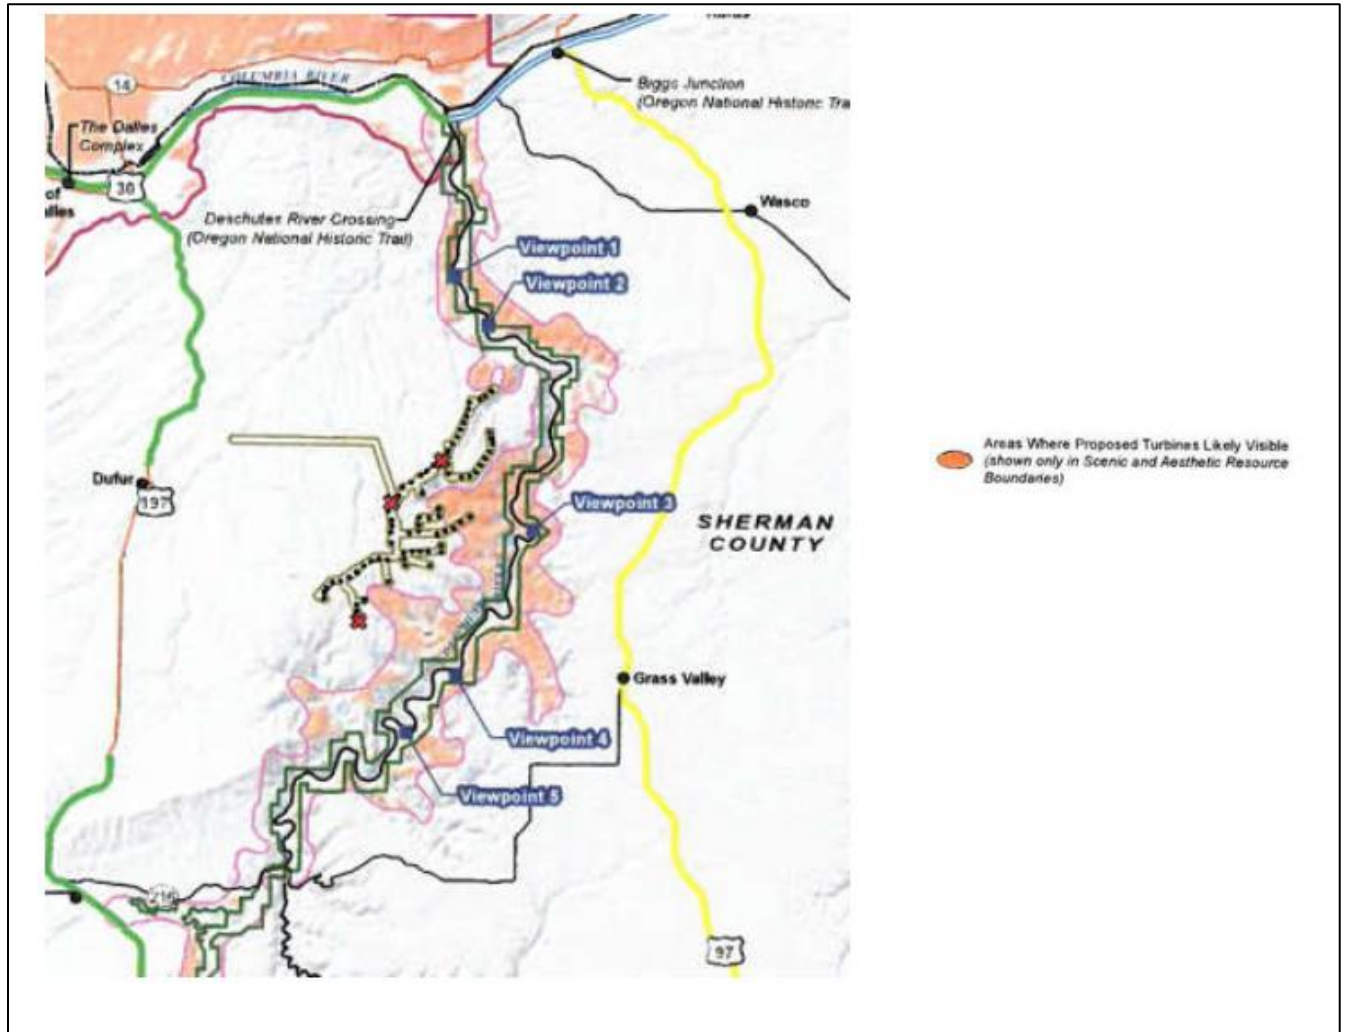 Biggs Junction
(Oregon National Historic Tra
14
COLUMBIA RIVER
The Dalles
Complex
30
of
alles
Wasco
Deschutes River Crossing
(Oregon National Historic Trail)
Viewpoint 1
Viewpoint 2
Dufur
197
Viewpoint 3
SHERMAN
COUNTY
Areas Where Proposed Turbines Likely Visible
(shown only in Scenic and Aesthetic Resource
Boundaries)
Grass Valley
Viewpoint 4
Viewpoint 5
216
97